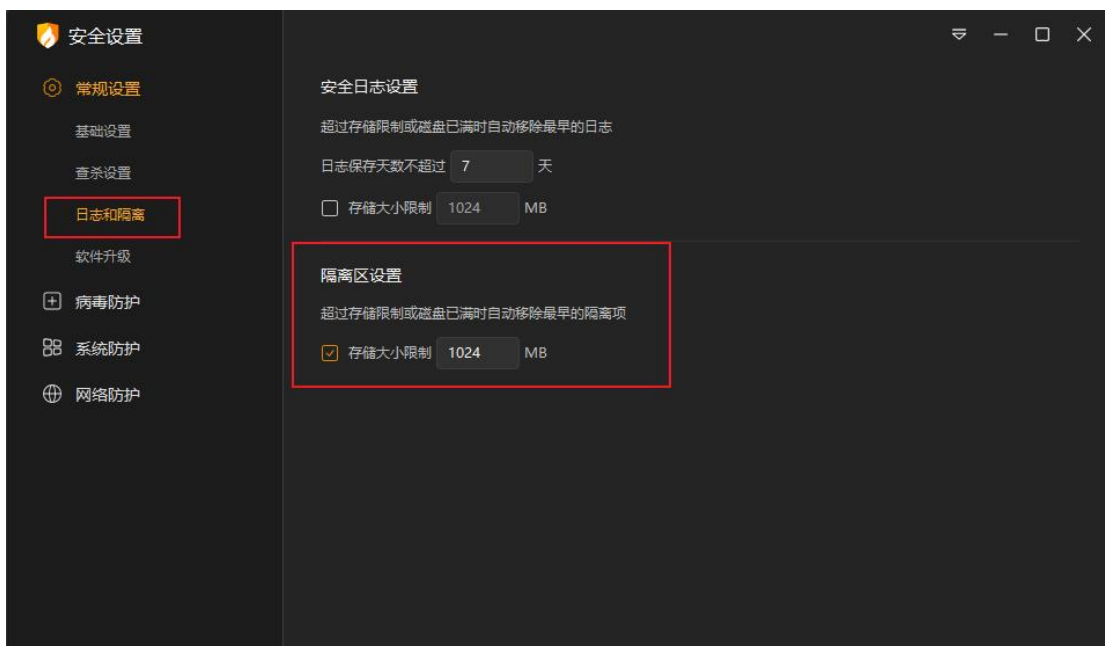 安全设置
常规设置
基础设置
查杀设置
日志和隔离
软件升级
病毒防护
系统防护
网络防护
安全日志设置
超过存储限制或磁盘已满时自动移除最早的日志
日志保存天数不超过 7 天
存储大小限制 1024 MB
隔离区设置
超过存储限制或磁盘已满时自动移除最早的隔离项
存储大小限制 1024 MB